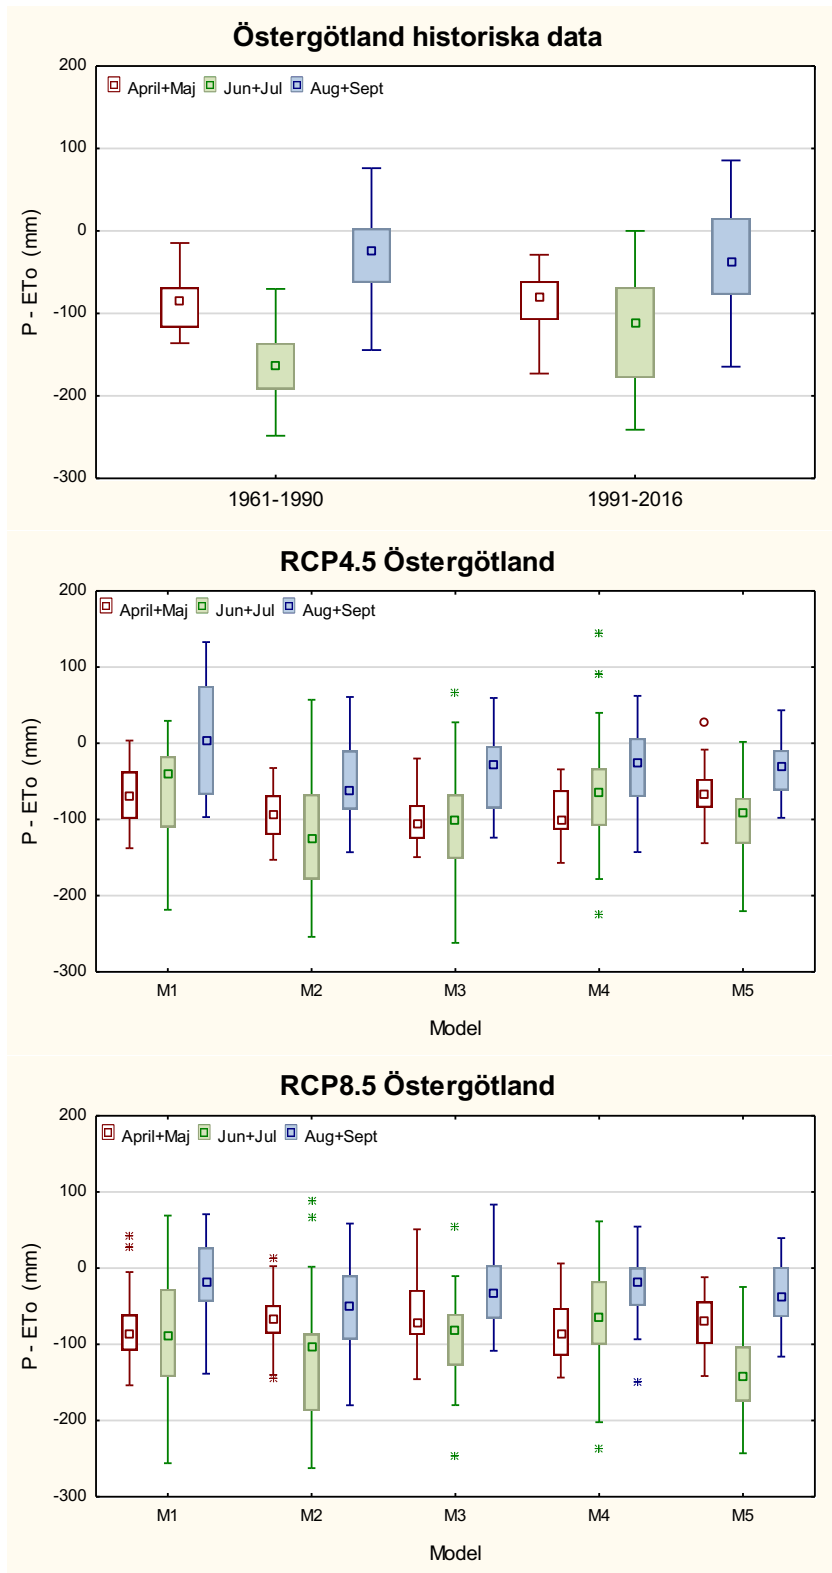 Östergötland historiska data
200
April+Maj Jun+Jul Aug+Sept
100
0
-100
-200
-300
P - ETo (mm)
1961-1990 1991-2016
RCP4.5 Östergötland
200
April+Maj Jun+Jul Aug+Sept
100
0
-100
-200
-300
P - ETo (mm)
M1 M2 M3 M4 M5
Model
RCP8.5 Östergötland
200
April+Maj Jun+Jul Aug+Sept
100
0
-100
-200
-300
P - ETo (mm)
M1 M2 M3 M4 M5
Model